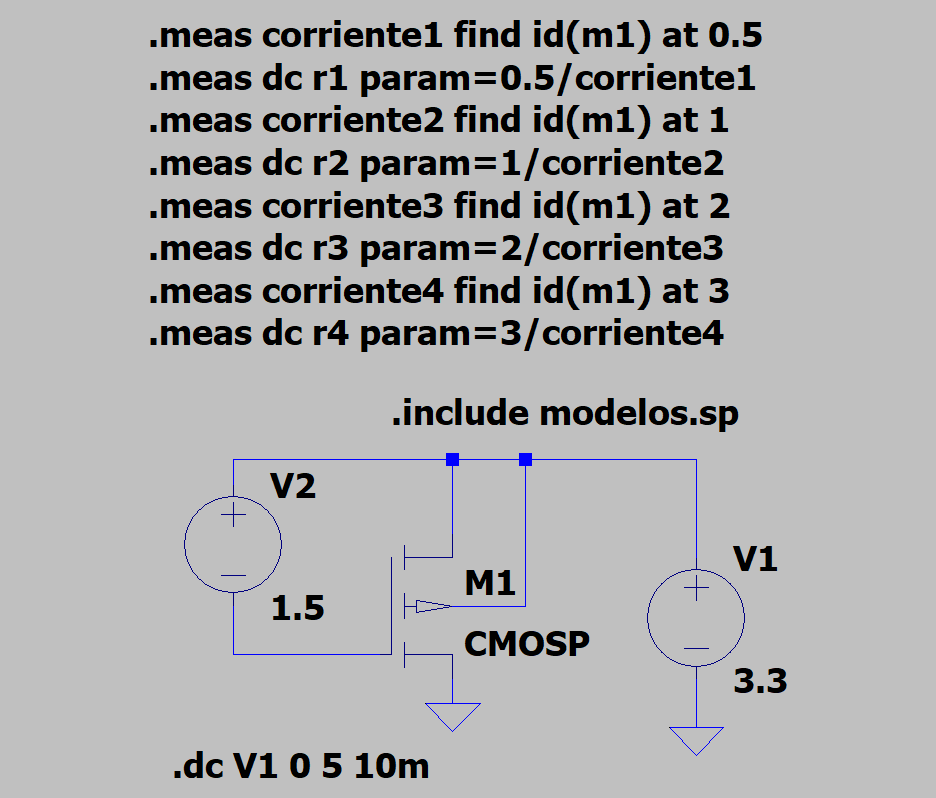 .meas corriente1 find id(m1) at 0.5
.meas dc r1 param=0.5/corriente1
.meas corriente2 find id(m1) at 1
.meas dc r2 param=1/corriente2
.meas corriente3 find id(m1) at 2
.meas dc r3 param=2/corriente3
.meas corriente4 find id(m1) at 3
.meas dc r4 param=3/corriente4
.include modelos.sp
V2
V1
M1
1.5
CMOSP
3.3
.dc V1 0 5 10m